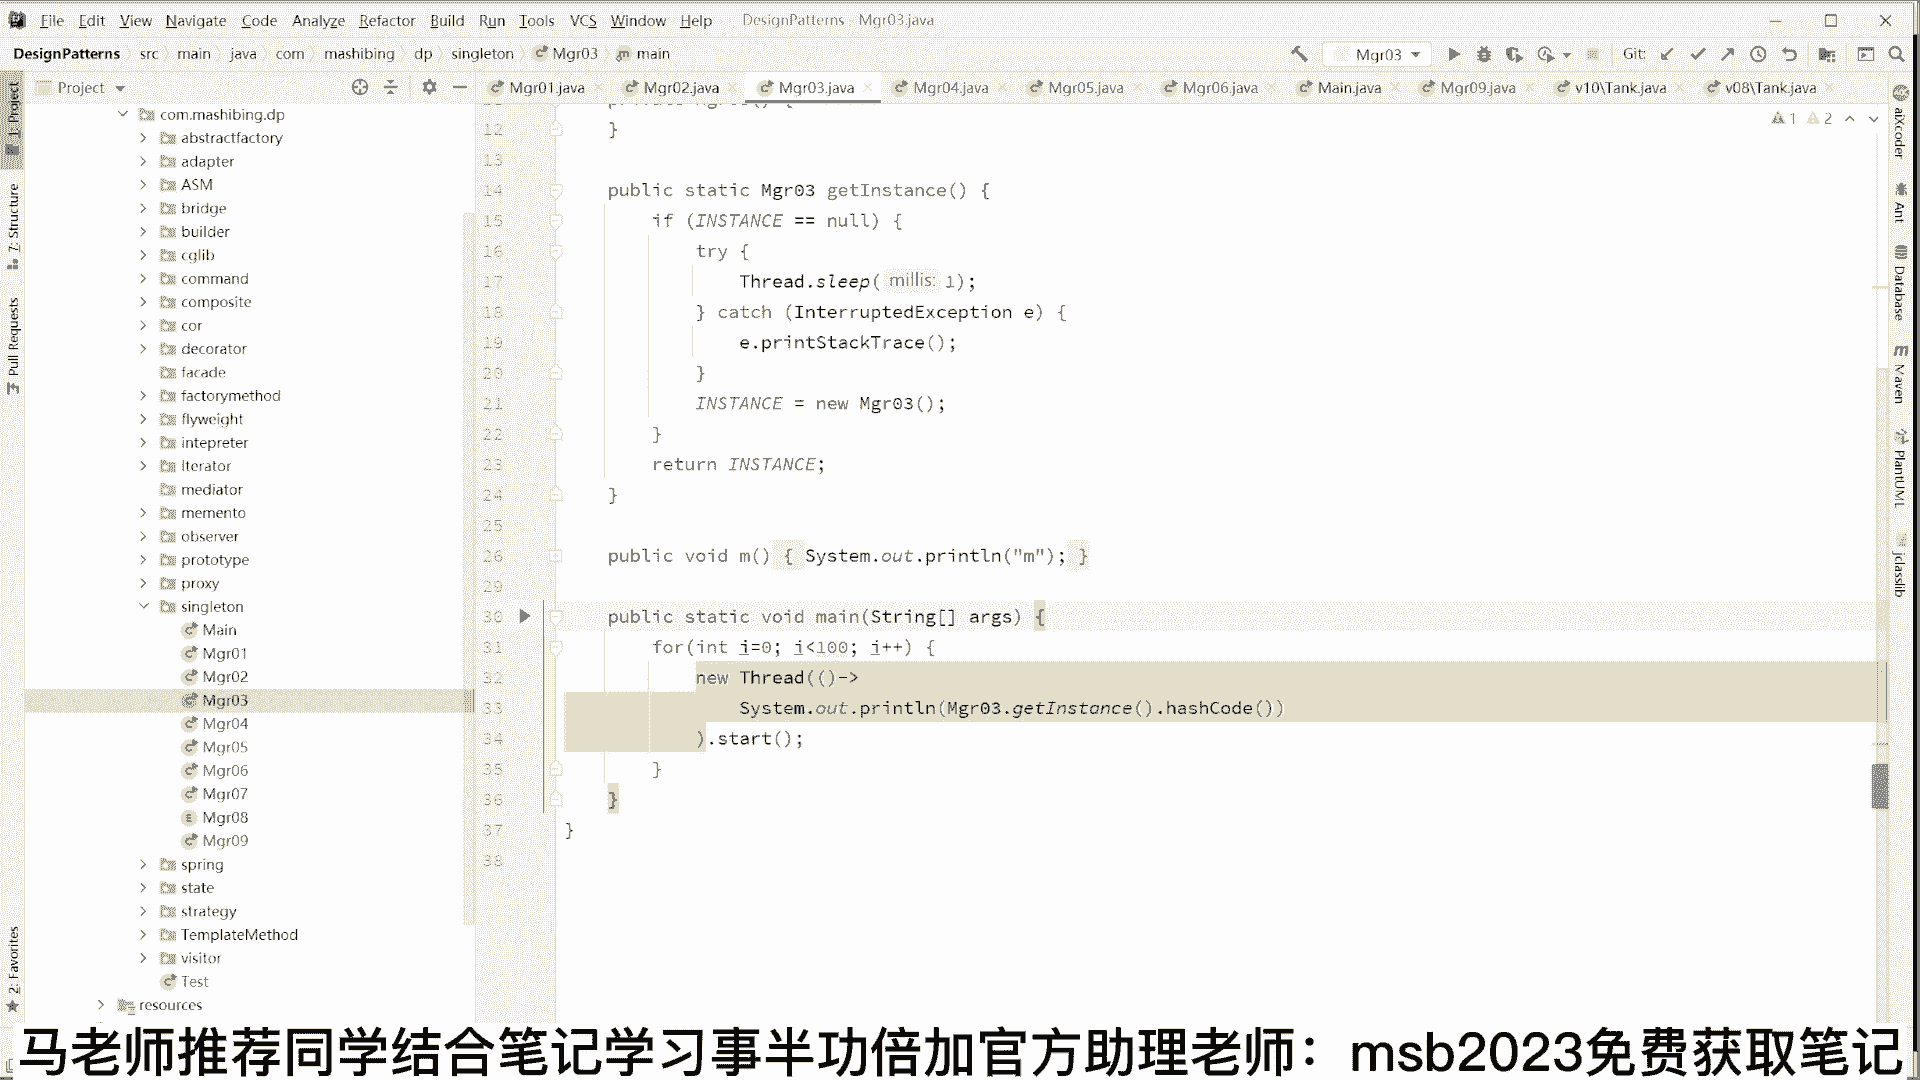 File Edit View Navigate Code Analyze Refactor Build Run Tools VCS Window Help DesignPatterns - Mgr03.java
DesignPatterns src main java com mashibing dp singleton Mgr03 main Mgr03 Git:
Project
Mgr01.java Mgr02.java Mgr03.java Mgr04.java Mgr05.java Mgr06.java Main.java Mgr09.java v10\Tank.java v08\Tank.java
1: Project
7: Structure
Pull Requests
2: Favorites
com.mashibing.dp
abstractfactory
adapter
ASM
bridge
builder
cglib
command
composite
cor
decorator
facade
factorymethod
flyweight
intepreter
Iterator
mediator
memento
observer
prototype
proxy
singleton
Main
Mgr01
Mgr02
Mgr03
Mgr04
Mgr05
Mgr06
Mgr07
Mgr08
Mgr09
spring
state
strategy
TemplateMethod
visitor
Test
resources
1 2
12 }
13
14 public static Mgr03 getInstance() {
15 if (INSTANCE == null) {
16 try {
17 Thread.sleep( millis: 1);
18 } catch (InterruptedException e) {
19 e.printStackTrace();
20 }
21 INSTANCE = new Mgr03();
22 }
23 return INSTANCE;
24 }
25
26 public void m() { System.out.println("m"); }
29
30 public static void main(String[] args) {
31 for(int i=0; i<100; i++) {
32 new Thread(()->
33 System.out.println(Mgr03.getInstance().hashCode())
34 ).start();
35 }
36 }
37 }
38
aiXcoder
Ant
Database
Maven
PlantUML
jclasslib
马老师推荐同学结合笔记学习事半功倍加官方助理老师：msb2023免费获取笔记